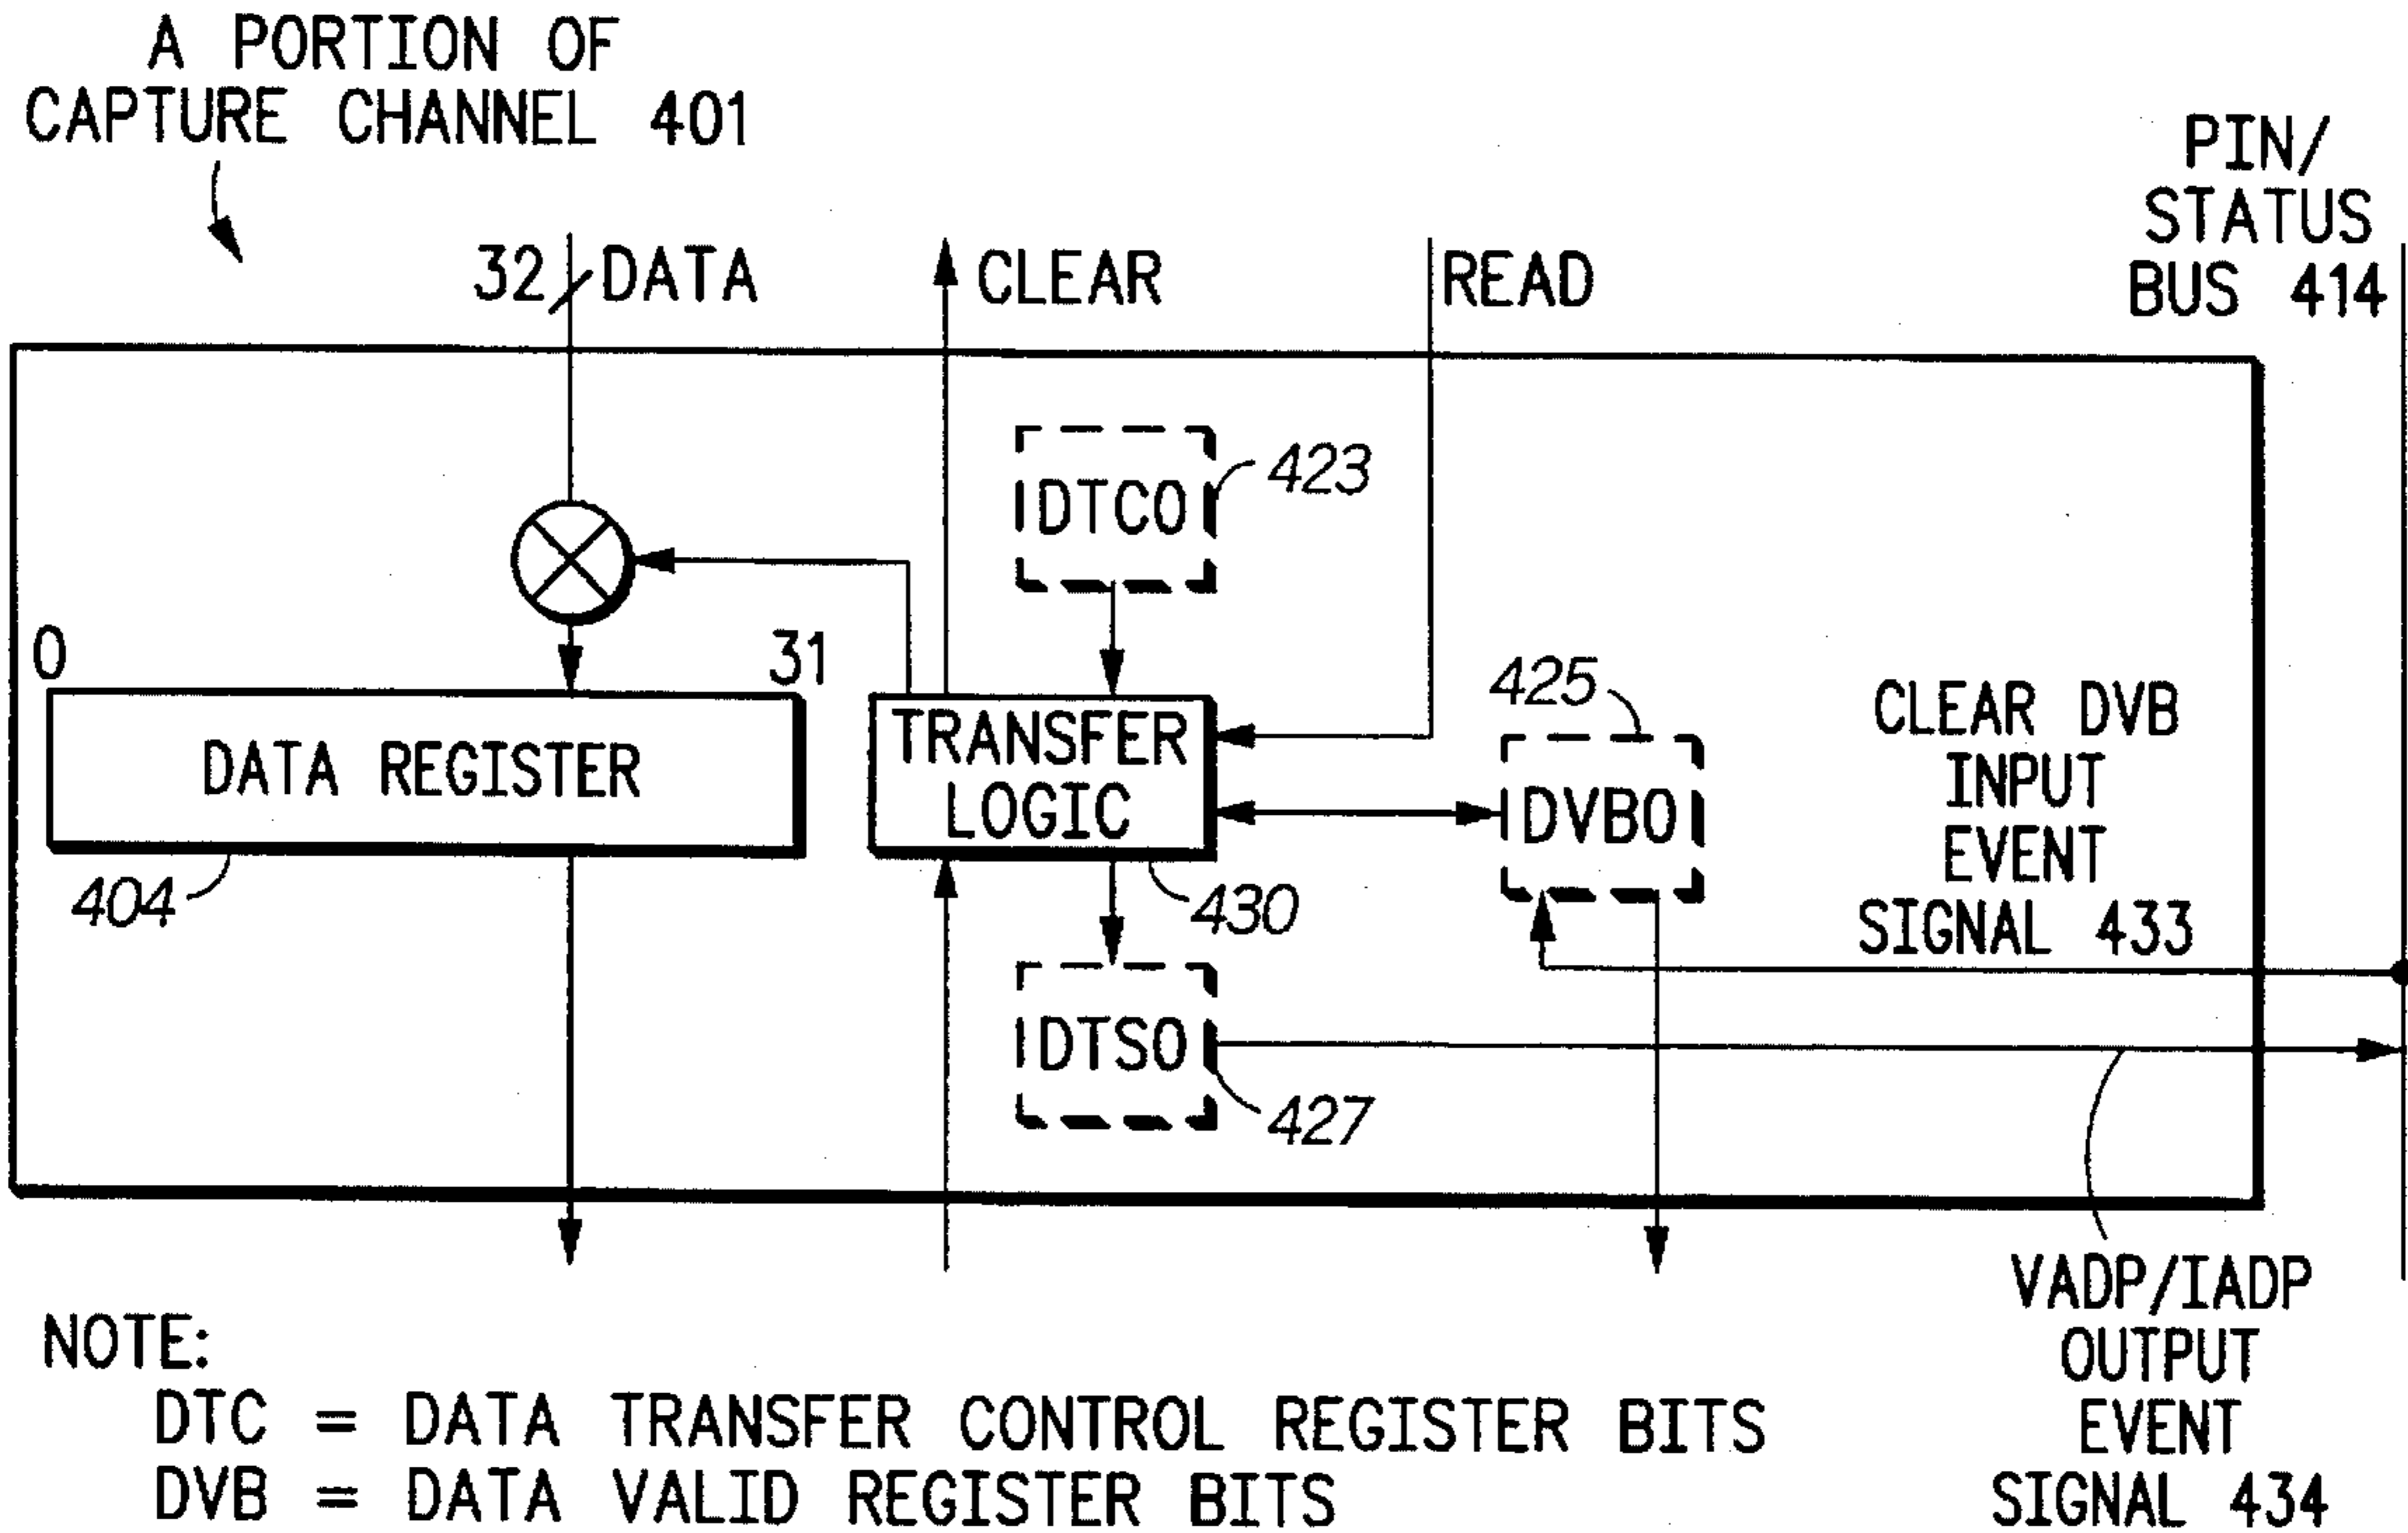 A PORTION OF
CAPTURE CHANNEL 401
PIN/
STATUS
BUS 414
32 DATA
CLEAR
READ
DTC0
423
0
31
DATA REGISTER
404
TRANSFER
LOGIC
430
425
DVB0
CLEAR DVB
INPUT
EVENT
SIGNAL 433
DTS0
427
VADP/IADP
OUTPUT
EVENT
SIGNAL 434
NOTE:
DTC = DATA TRANSFER CONTROL REGISTER BITS
DVB = DATA VALID REGISTER BITS